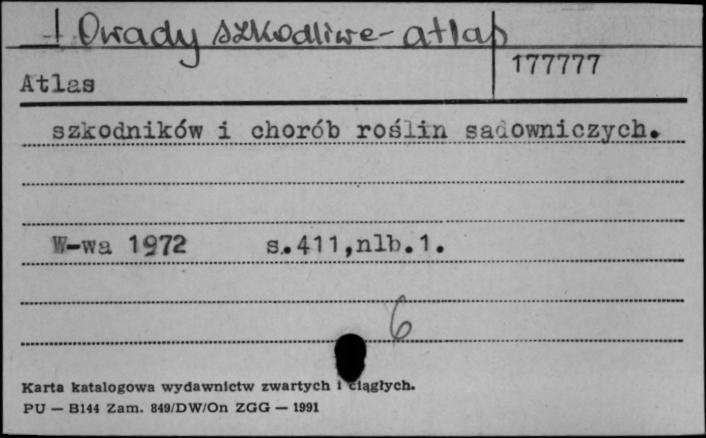 + Owady szkodliwe - atlas
177777
Atlas
szkodników i chorób roślin sadowniczych.
W-wa 1972 s.411,nlb.1.
6
Karta katalogowa wydawnictw zwartych i ciągłych.
PU — B144 Zam. 849/DW/On ZGG — 1991